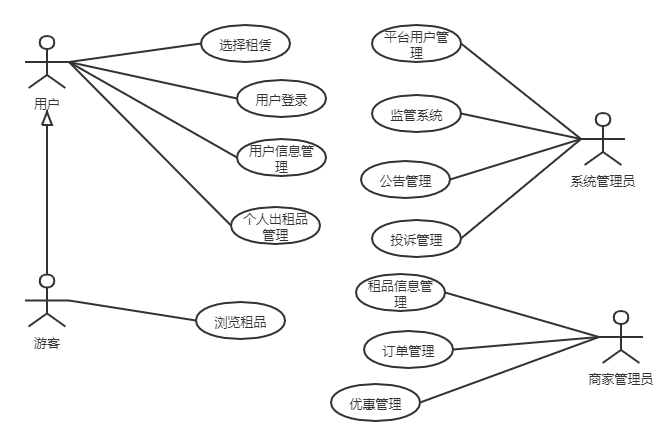 选择租赁
用户登录
用户信息管
理
个人出租品
管理
用户
浏览租品
游客
平台用户管
理
监管系统
公告管理
投诉管理
系统管理员
租品信息管
理
订单管理
优惠管理
商家管理员